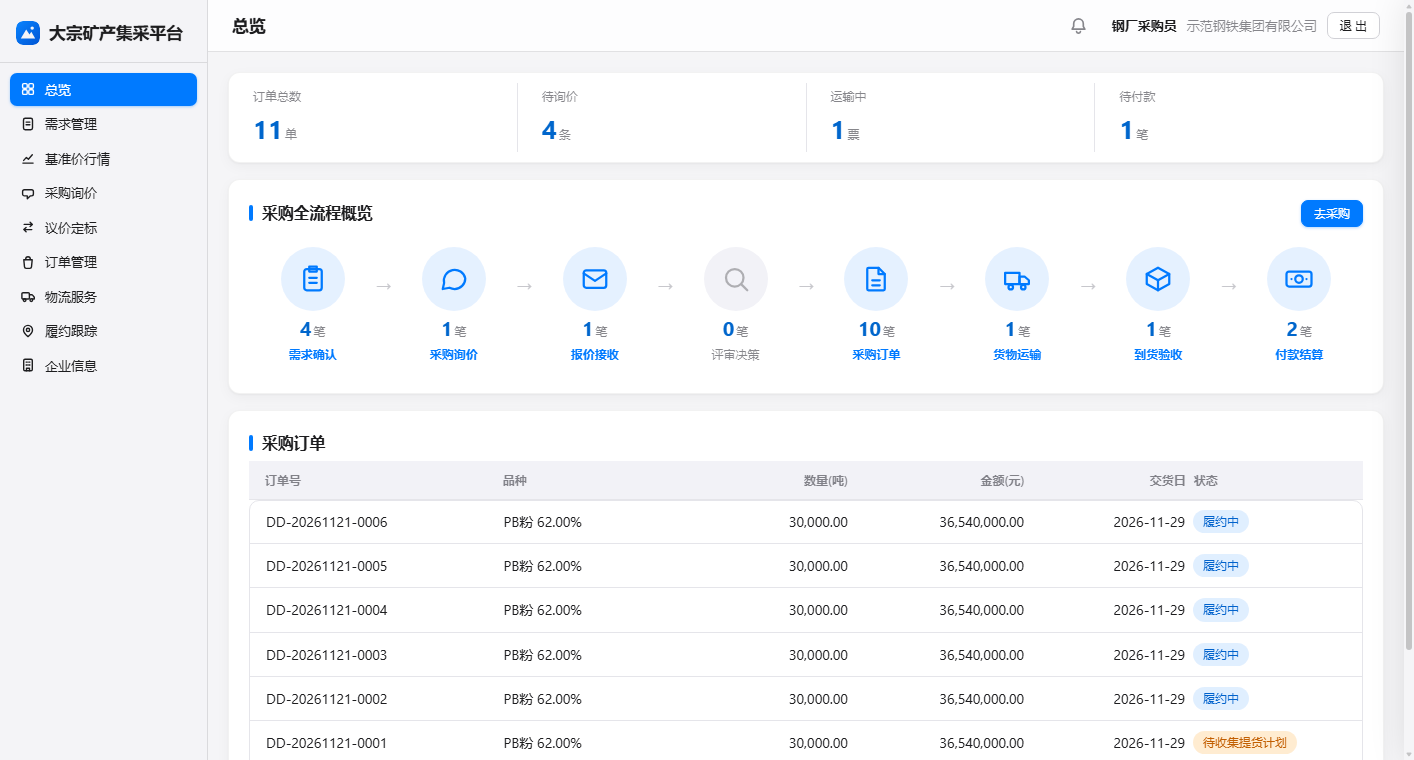 大宗矿产集采平台
总览
需求管理
基准价行情
采购询价
议价定标
订单管理
物流服务
履约跟踪
企业信息
总览
钢厂采购员 示范钢铁集团有限公司 退 出
订单总数 待询价 运输中 待付款
11 单 4 条 1 票 1 笔
采购全流程概览 去采购
4 笔 → 1 笔 → 1 笔 → 0 笔 → 10 笔 → 1 笔 → 1 笔 → 2 笔
需求确认 采购询价 报价接收 评审决策 采购订单 货物运输 到货验收 付款结算
采购订单
订单号 品种 数量(吨) 金额(元) 交货日 状态
DD-20261121-0006 PB粉 62.00% 30,000.00 36,540,000.00 2026-11-29 履约中
DD-20261121-0005 PB粉 62.00% 30,000.00 36,540,000.00 2026-11-29 履约中
DD-20261121-0004 PB粉 62.00% 30,000.00 36,540,000.00 2026-11-29 履约中
DD-20261121-0003 PB粉 62.00% 30,000.00 36,540,000.00 2026-11-29 履约中
DD-20261121-0002 PB粉 62.00% 30,000.00 36,540,000.00 2026-11-29 履约中
DD-20261121-0001 PB粉 62.00% 30,000.00 36,540,000.00 2026-11-29 待收集提货计划